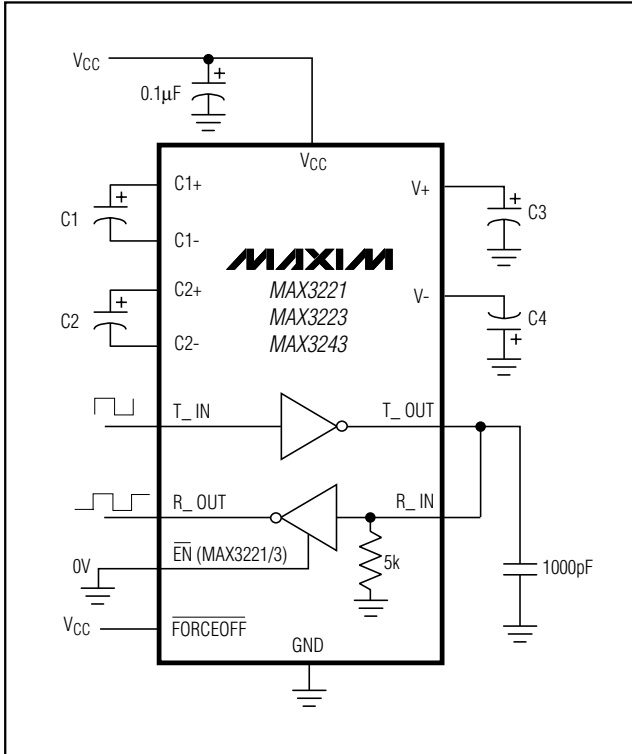 VCC
0.1µF
VCC
C1+
V+
C1
C3
C1-
MAXIM
C2+
MAX3221
V-
MAX3223
C2
C4
MAX3243
C2-
T_ IN
T_ OUT
R_ OUT
R_ IN
EN (MAX3221/3)
5k
0V
1000pF
VCC
FORCEOFF
GND